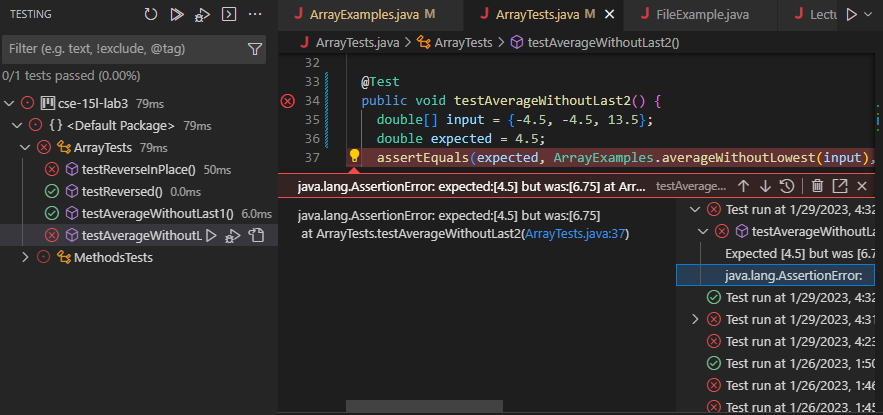 TESTING
Filter (e.g. text, !exclude, @tag)
0/1 tests passed (0.00%)
cse-15l-lab3 79ms
{} <Default Package> 79ms
ArrayTests 79ms
testReverseInPlace() 50ms
testReversed() 0.0ms
testAverageWithoutLast1() 6.0ms
testAverageWithoutL
MethodsTests
J ArrayExamples.java M
J ArrayTests.java M
J FileExample.java
J Lectu
J ArrayTests.java > ArrayTests > testAverageWithoutLast2()
32
33 @Test
34 public void testAverageWithoutLast2() {
35 double[] input = {-4.5, -4.5, 13.5};
36 double expected = 4.5;
37 assertEquals(expected, ArrayExamples.averageWithoutLowest(input),
java.lang.AssertionError: expected:[4.5] but was:[6.75] at Arr... testAverage...
java.lang.AssertionError: expected:[4.5] but was:[6.75]
at ArrayTests.testAverageWithoutLast2(ArrayTests.java:37)
Test run at 1/29/2023, 4:32
testAverageWithoutLa
Expected [4.5] but was [6.7
java.lang.AssertionError:
Test run at 1/29/2023, 4:32
Test run at 1/29/2023, 4:31
Test run at 1/29/2023, 4:23
Test run at 1/26/2023, 1:50
Test run at 1/26/2023, 1:46
Test run at 1/26/2023, 1:45